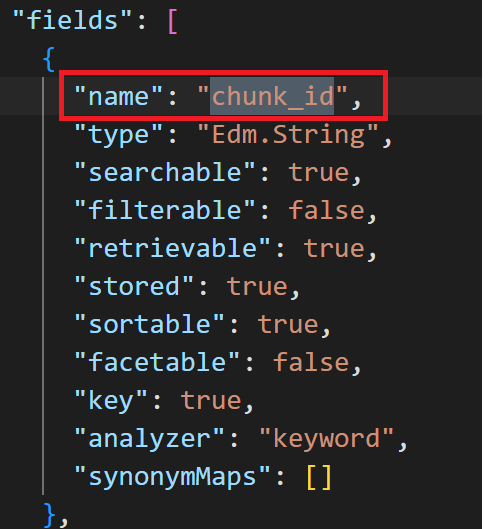 "fields": [
{
"name": "chunk_id",
"type": "Edm.String",
"searchable": true,
"filterable": false,
"retrievable": true,
"stored": true,
"sortable": true,
"facetable": false,
"key": true,
"analyzer": "keyword",
"synonymMaps": []
},